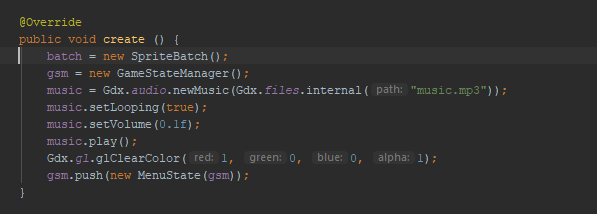 @Override
public void create () {
batch = new SpriteBatch();
gsm = new GameStateManager();
music = Gdx.audio.newMusic(Gdx.files.internal( path: "music.mp3"));
music.setLooping(true);
music.setVolume(0.1f);
music.play();
Gdx.gl.glClearColor( red: 1, green: 0, blue: 0, alpha: 1);
gsm.push(new MenuState(gsm));
}